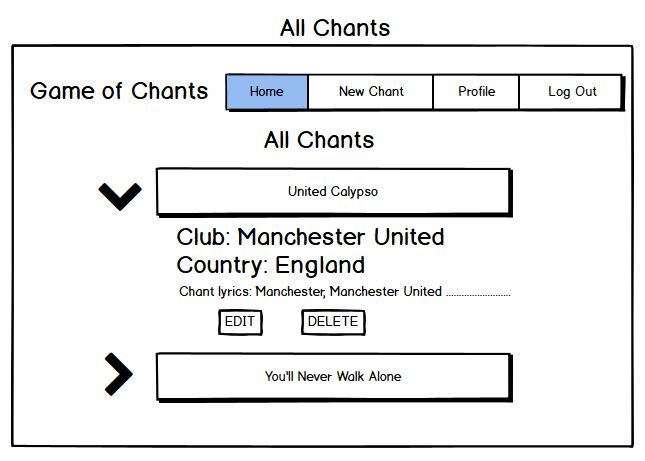 All Chants
Game of Chants Home New Chant Profile Log Out
All Chants
United Calypso
Club: Manchester United
Country: England
Chant lyrics: Manchester, Manchester United ........................
EDIT DELETE
You'll Never Walk Alone